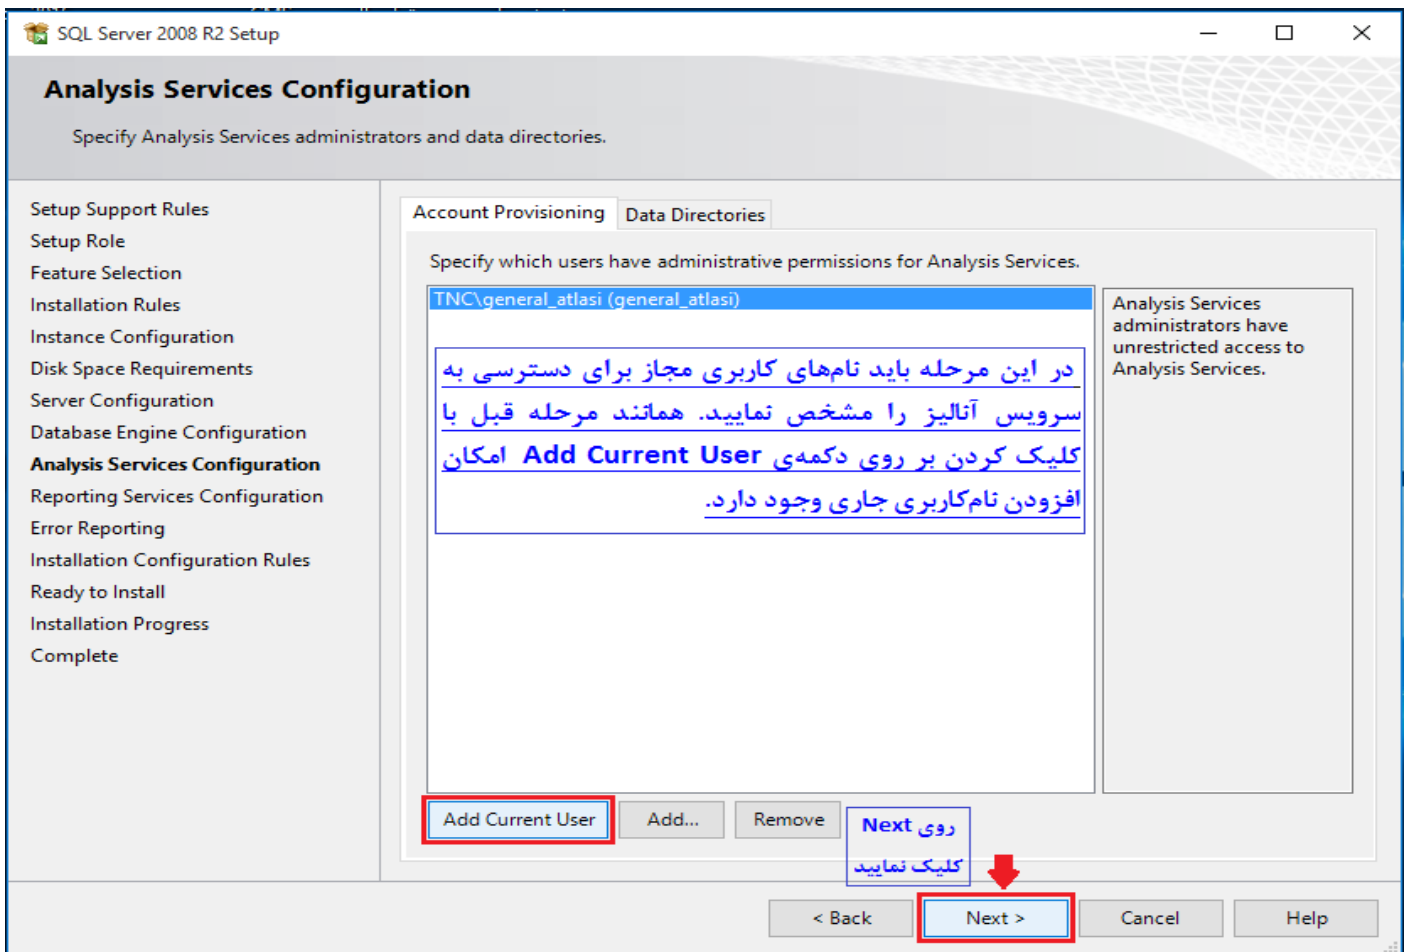 SQL Server 2008 R2 Setup
Analysis Services Configuration
Specify Analysis Services administrators and data directories.
Setup Support Rules
Setup Role
Feature Selection
Installation Rules
Instance Configuration
Disk Space Requirements
Server Configuration
Database Engine Configuration
Analysis Services Configuration
Reporting Services Configuration
Error Reporting
Installation Configuration Rules
Ready to Install
Installation Progress
Complete
Account Provisioning
Data Directories
Specify which users have administrative permissions for Analysis Services.
TNC\general_atlasi (general_atlasi)
در این مرحله باید نام‌های کاربری مجاز برای دسترسی به
سرویس آنالیز را مشخص نمایید. همانند مرحله قبل با
کلیک کردن بر روی دکمه‌ی Add Current User امکان
افزودن نام‌کاربری جاری وجود دارد.
Analysis Services
administrators have
unrestricted access to
Analysis Services.
Add Current User
Add...
Remove
روی Next
کلیک نمایید
< Back
Next >
Cancel
Help